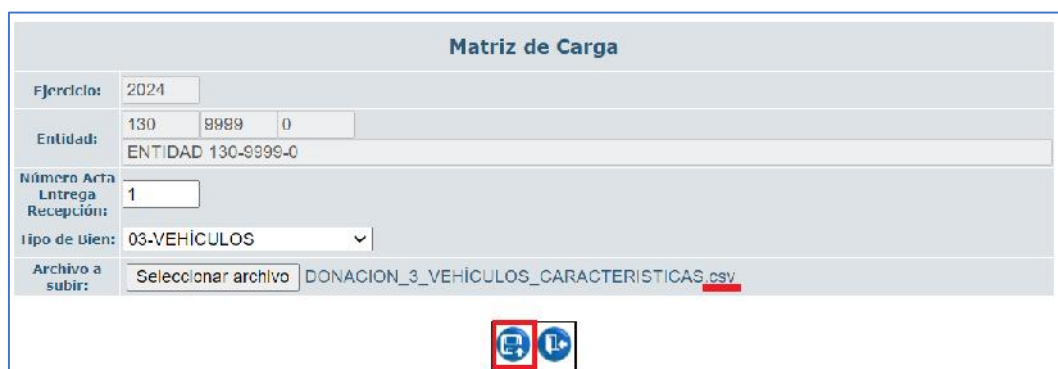 Matriz de Carga
Ejercicio: 2024
Entidad: 130 9999 0
ENTIDAD 130-9999-0
Número Acta
Entrega
Recepción: 1
Tipo de Bien: 03-VEHÍCULOS
Archivo a
subir: Seleccionar archivo DONACION_3_VEHÍCULOS_CARACTERISTICAS.csv